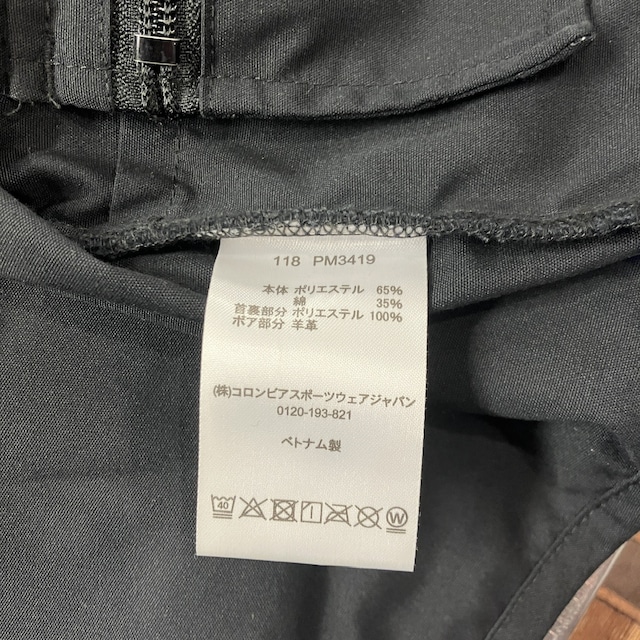 118 PM3419
本体 ポリエステル 65%
綿 35%
首裏部分 ポリエステル 100%
ボア部分 羊革
(株)コロンビアスポーツウェアジャパン
0120-193-821
ベトナム製
40 W